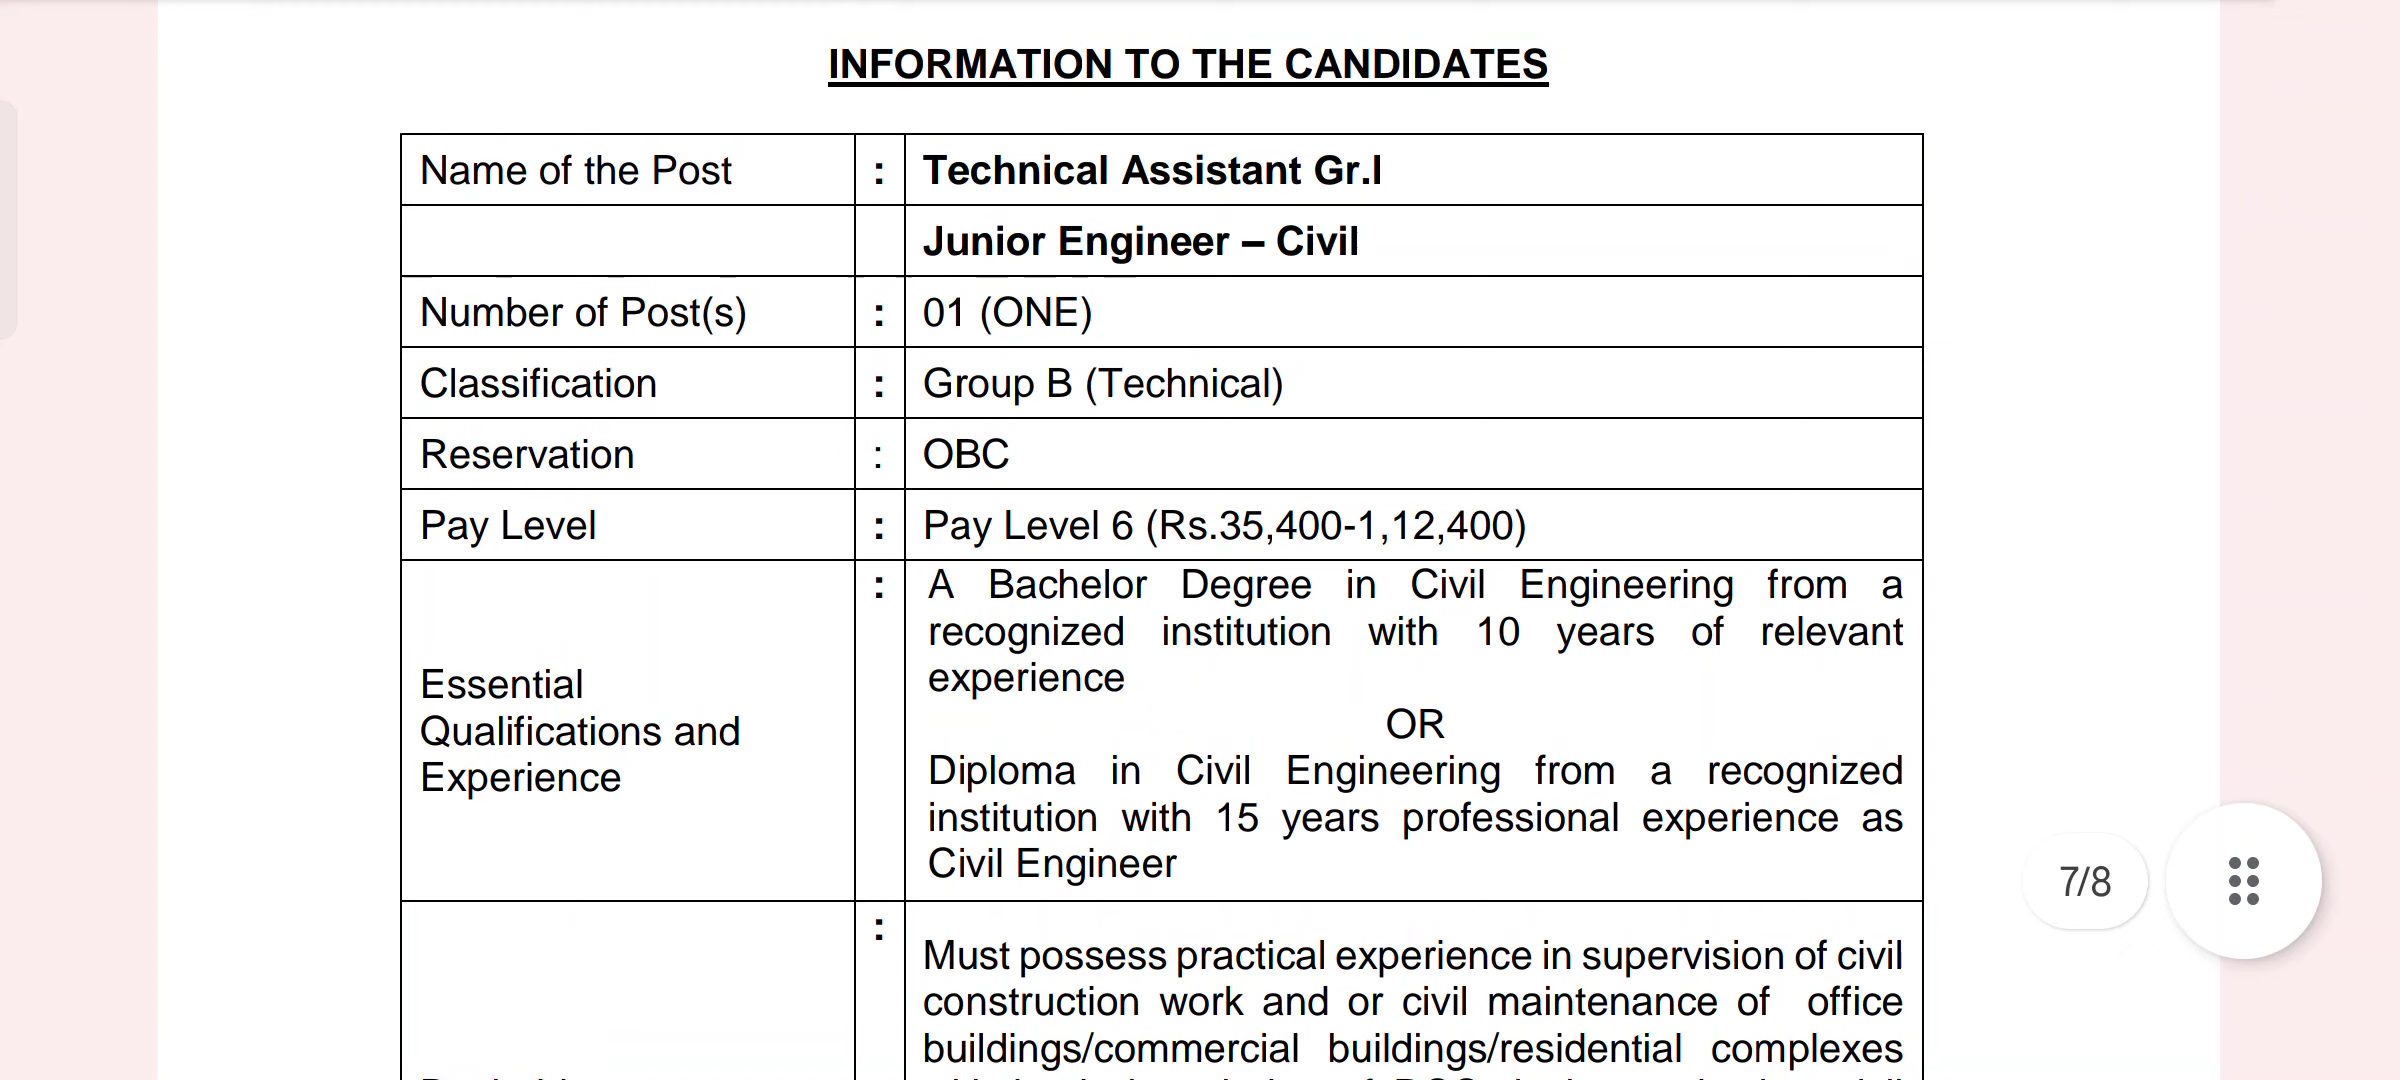 INFORMATION TO THE CANDIDATES
Name of the Post : Technical Assistant Gr.I
Junior Engineer – Civil
Number of Post(s) : 01 (ONE)
Classification : Group B (Technical)
Reservation : OBC
Pay Level : Pay Level 6 (Rs.35,400-1,12,400)
Essential
Qualifications and
Experience
:
A Bachelor Degree in Civil Engineering from a
recognized institution with 10 years of relevant
experience
OR
Diploma in Civil Engineering from a recognized
institution with 15 years professional experience as
Civil Engineer
:
Must possess practical experience in supervision of civil
construction work and or civil maintenance of office
buildings/commercial buildings/residential complexes
7/8